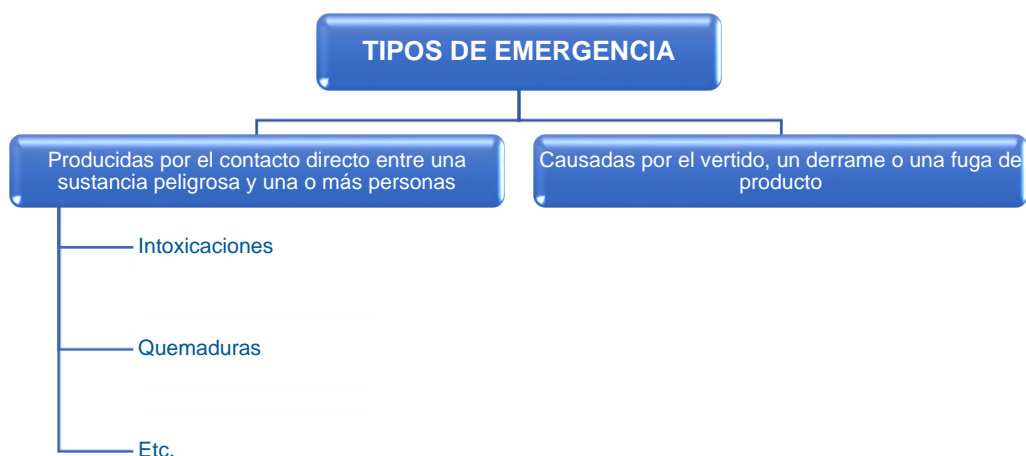 TIPOS DE EMERGENCIA
Producidas por el contacto directo entre una
sustancia peligrosa y una o más personas
Causadas por el vertido, un derrame o una fuga de
producto
Intoxicaciones
Quemaduras
Etc.